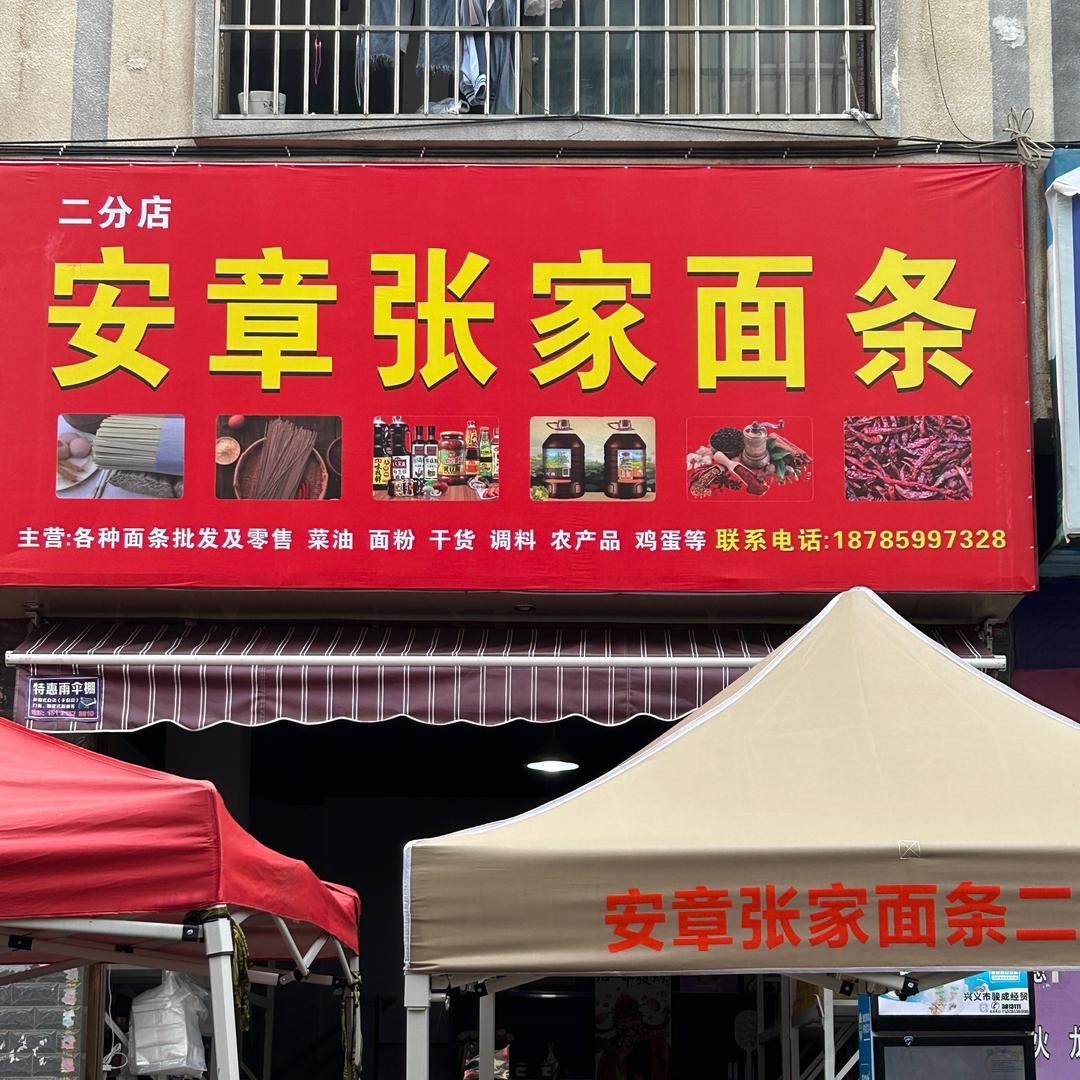 二分店
安章张家面条
主营:各种面条批发及零售 菜油 面粉 干货 调料 农产品 鸡蛋等 联系电话:18785997328
特惠雨伞棚
安章张家面条二
兴义市骏成经贸
3813111
火 龙